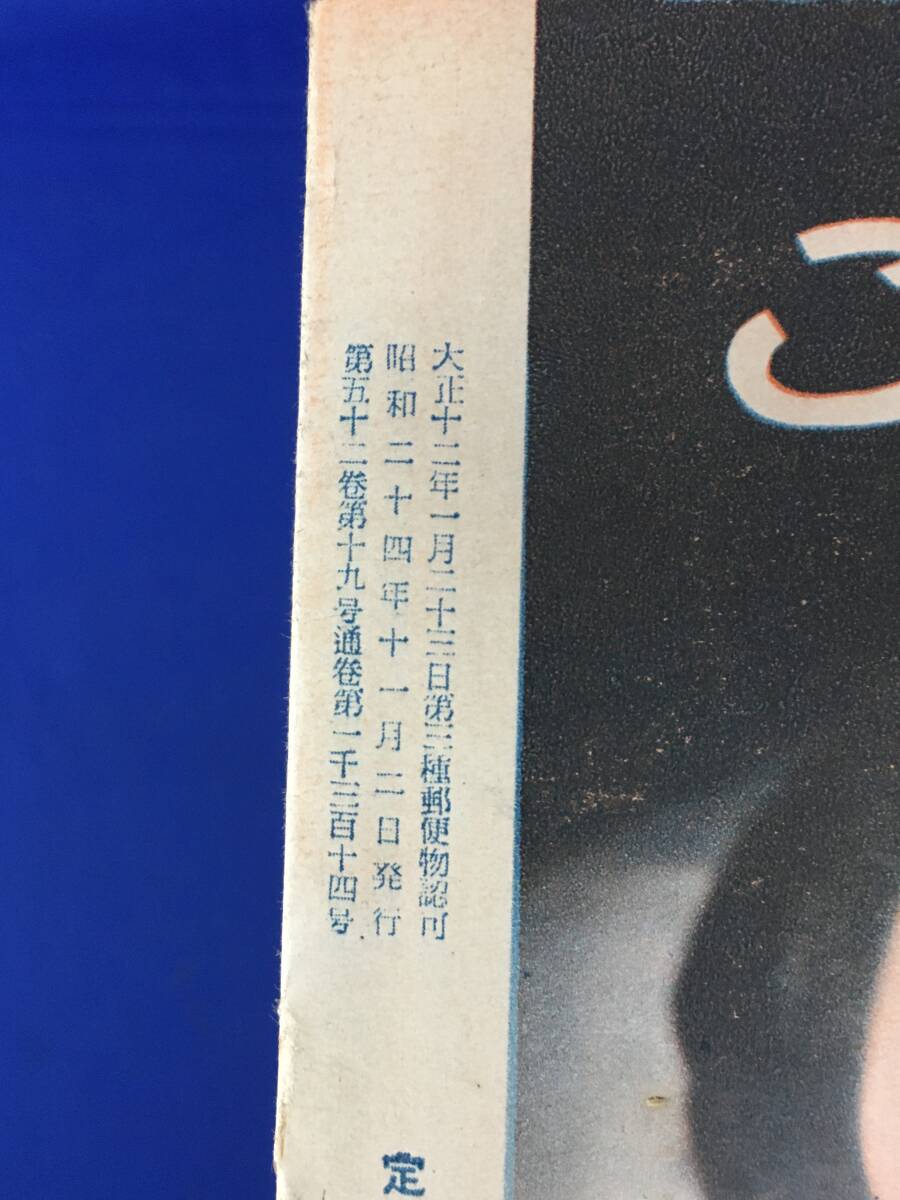 大正十二年一月二十三日第三種郵便物認可
昭和二十四年十一月二日発行
第五十二巻第十九号通巻第一千三百十四号
定